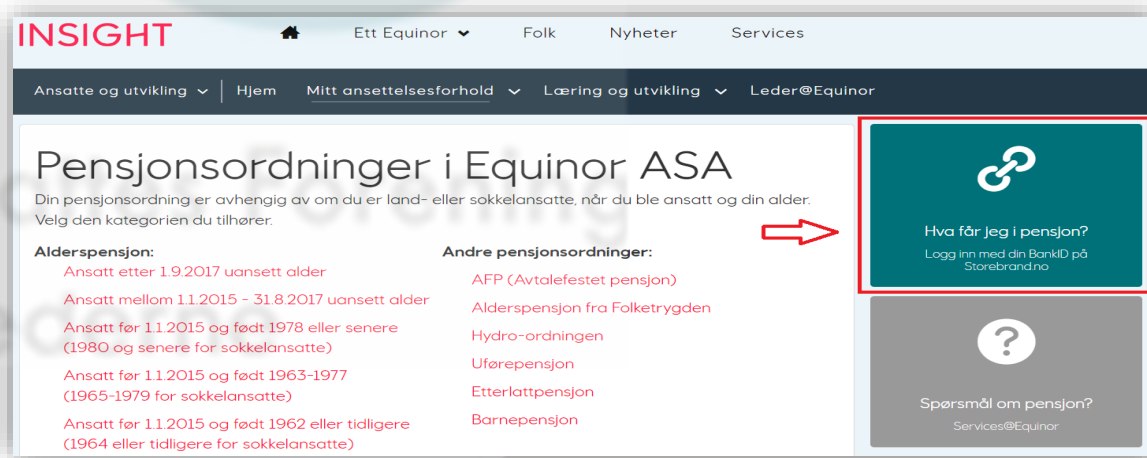 INSIGHT
Ett Equinor Folk Nyheter Services
Ansatte og utvikling Hjem Mitt ansettelsesforhold Læring og utvikling Leder@Equinor
Pensjonsordninger i Equinor ASA
Din pensjonsordning er avhengig av om du er land- eller sokkelansatte, når du ble ansatt og din alder.
Velg den kategorien du tilhører.
Alderspensjon:
Ansatt etter 1.9.2017 uansett alder
Ansatt mellom 1.1.2015 - 31.8.2017 uansett alder
Ansatt før 1.1.2015 og født 1978 eller senere
(1980 og senere for sokkelansatte)
Ansatt før 1.1.2015 og født 1963-1977
(1965-1979 for sokkelansatte)
Ansatt før 1.1.2015 og født 1962 eller tidligere
(1964 eller tidligere for sokkelansatte)
Andre pensjonsordninger:
AFP (Avtalefestet pensjon)
Alderspensjon fra Folketrygden
Hydro-ordningen
Uførepensjon
Etterlattpensjon
Barnepensjon
Hva får jeg i pensjon?
Logg inn med din BankID på
Storebrand.no
?
Spørsmål om pensjon?
Services@Equinor
Forening